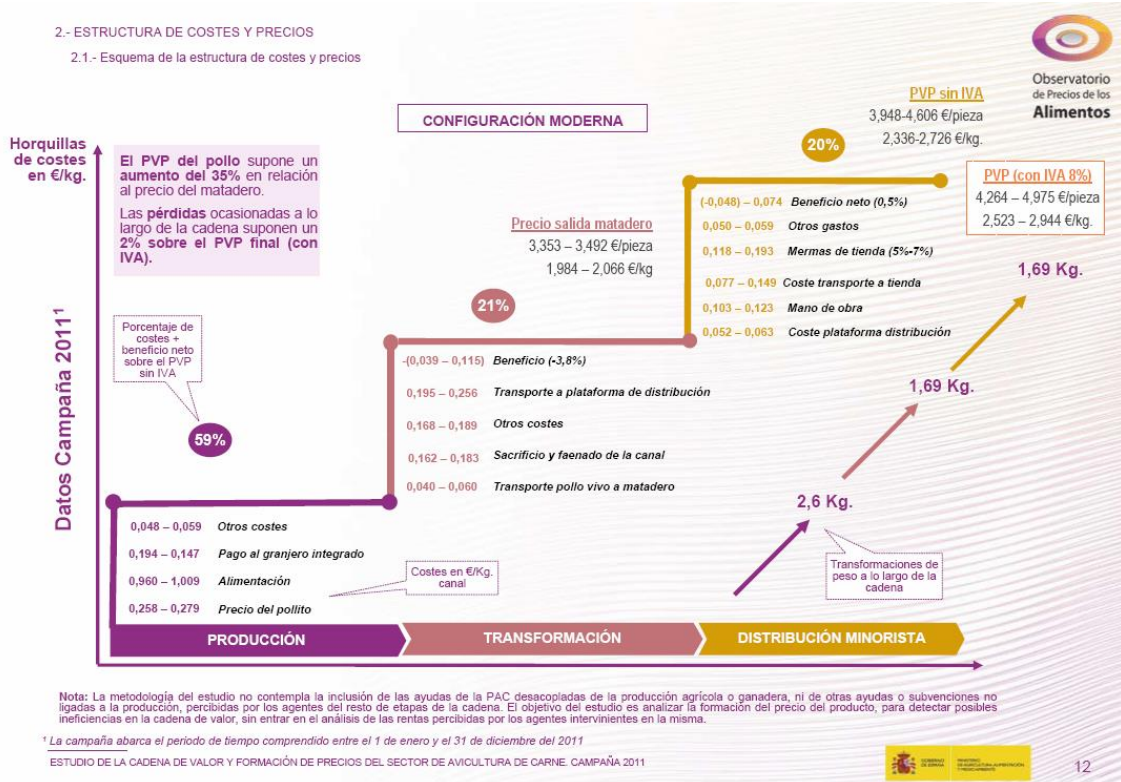 2.- ESTRUCTURA DE COSTES Y PRECIOS
2.1.- Esquema de la estructura de costes y precios
Observatorio
de Precios de los
Alimentos
CONFIGURACIÓN MODERNA
Horquillas
de costes
en €/kg.
Datos Campaña 2011¹
El PVP del pollo supone un
aumento del 35% en relación
al precio del matadero.
Las pérdidas ocasionadas a lo
largo de la cadena suponen un
2% sobre el PVP final (con
IVA).
Porcentaje de
costes +
beneficio neto
sobre el PVP
sin IVA
59%
0,048 – 0,059 Otros costes
0,194 – 0,147 Pago al granjero integrado
0,960 – 1,009 Alimentación
0,258 – 0,279 Precio del pollito
Costes en €/Kg.
canal
PRODUCCIÓN
Precio salida matadero
3,353 – 3,492 €/pieza
1,984 – 2,066 €/kg
21%
-(0,039 – 0,115) Beneficio (-3,8%)
0,195 – 0,256 Transporte a plataforma de distribución
0,168 – 0,189 Otros costes
0,162 – 0,183 Sacrificio y faenado de la canal
0,040 – 0,060 Transporte pollo vivo a matadero
TRANSFORMACIÓN
PVP sin IVA
3,948-4,606 €/pieza
2,336-2,726 €/kg.
20%
PVP (con IVA 8%)
4,264 – 4,975 €/pieza
2,523 – 2,944 €/kg.
(-0,048) – 0,074 Beneficio neto (0,5%)
0,050 – 0,059 Otros gastos
0,118 – 0,193 Mermas de tienda (5%-7%)
0,077 – 0,149 Coste transporte a tienda
0,103 – 0,123 Mano de obra
0,052 – 0,063 Coste plataforma distribución
1,69 Kg.
1,69 Kg.
2,6 Kg.
Transformaciones de
peso a lo largo de la
cadena
DISTRIBUCIÓN MINORISTA
Nota: La metodología del estudio no contempla la inclusión de las ayudas de la PAC desacopladas de la producción agrícola o ganadera, ni de otras ayudas o subvenciones no
ligadas a la producción, percibidas por los agentes del resto de etapas de la cadena. El objetivo del estudio es analizar la formación del precio del producto, para detectar posibles
ineficiencias en la cadena de valor, sin entrar en el análisis de las rentas percibidas por los agentes intervinientes en la misma.
¹ La campaña abarca el periodo de tiempo comprendido entre el 1 de enero y el 31 de diciembre del 2011
ESTUDIO DE LA CADENA DE VALOR Y FORMACIÓN DE PRECIOS DEL SECTOR DE AVICULTURA DE CARNE. CAMPAÑA 2011
GOBIERNO
DE ESPAÑA
MINISTERIO
DE AGRICULTURA, ALIMENTACIÓN
Y MEDIO AMBIENTE
12